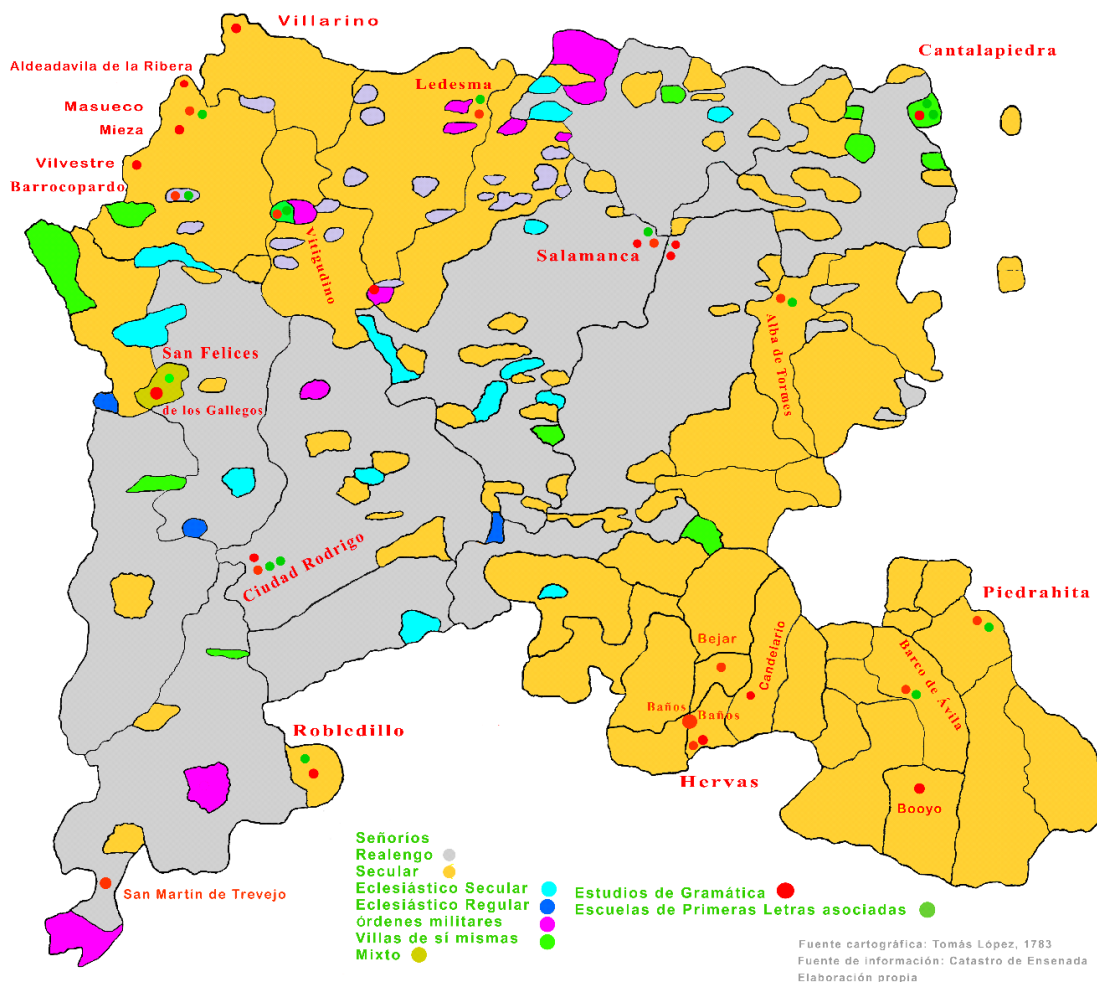 Villarino
Cantalapiedra
Aldeadavila de la Ribera
Ledesma
Masueco
Mieza
Vilvestre
Barrocopardo
Vitigudino
Salamanca
San Felices
de los Gallegos
Alba de Tormes
Ciudad Rodrigo
Piedrahita
Bejar
Candelario
Barco de Ávila
Baños
Baños
Robledillo
Hervas
Booyo
San Martín de Trevejo
Señoríos
Realengo
Secular
Eclesiástico Secular
Eclesiástico Regular
órdenes militares
Villas de sí mismas
Mixto
Estudios de Gramática
Escuelas de Primeras Letras asociadas
Fuente cartográfica: Tomás López, 1783
Fuente de información: Catastro de Ensenada
Elaboración propia